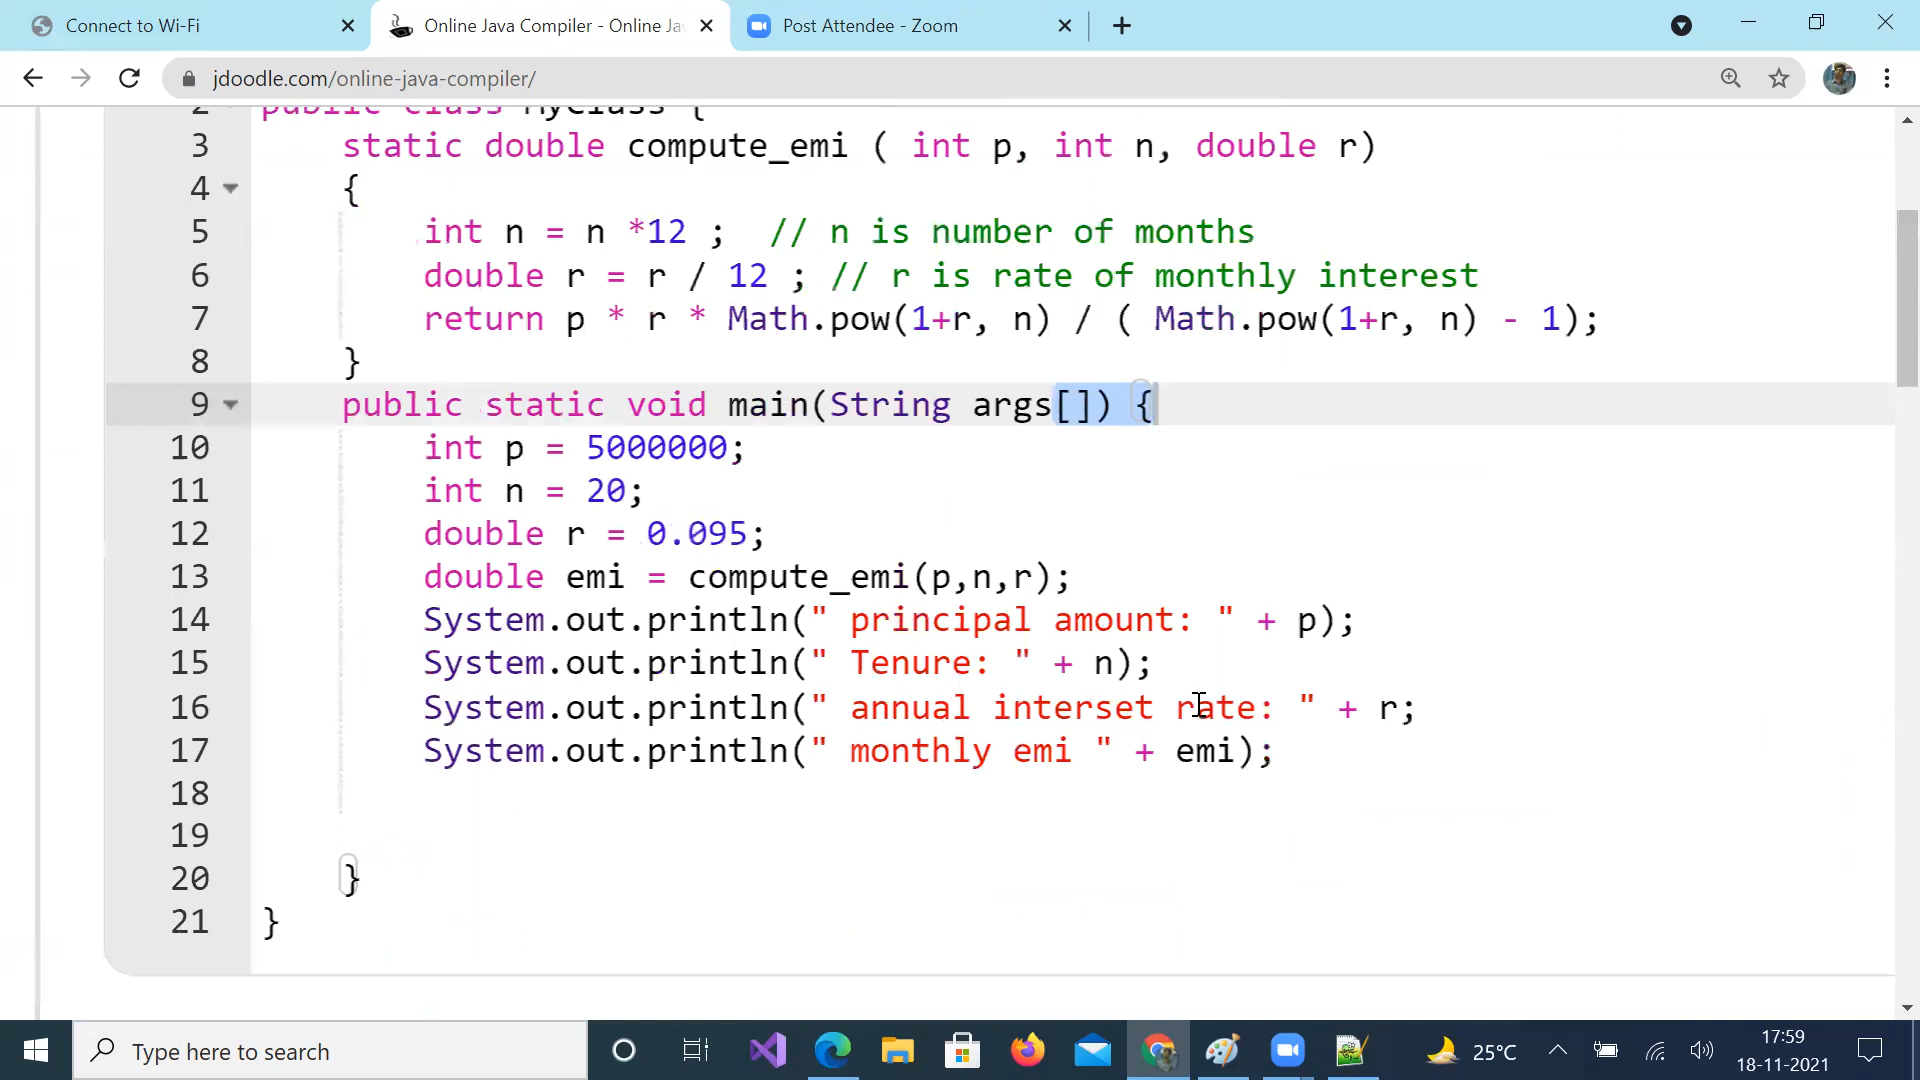 Connect to Wi-Fi
Online Java Compiler - Online Ja
Post Attendee - Zoom
jdoodle.com/online-java-compiler/
2 public class MyClass {
3 static double compute_emi ( int p, int n, double r)
4 {
5 int n = n *12 ; // n is number of months
6 double r = r / 12 ; // r is rate of monthly interest
7 return p * r * Math.pow(1+r, n) / ( Math.pow(1+r, n) - 1);
8 }
9 public static void main(String args[]) {
10 int p = 5000000;
11 int n = 20;
12 double r = 0.095;
13 double emi = compute_emi(p,n,r);
14 System.out.println(" principal amount: " + p);
15 System.out.println(" Tenure: " + n);
16 System.out.println(" annual interset rate: " + r;
17 System.out.println(" monthly emi " + emi);
18
19
20 }
21 }
Type here to search
25°C
17:59
18-11-2021